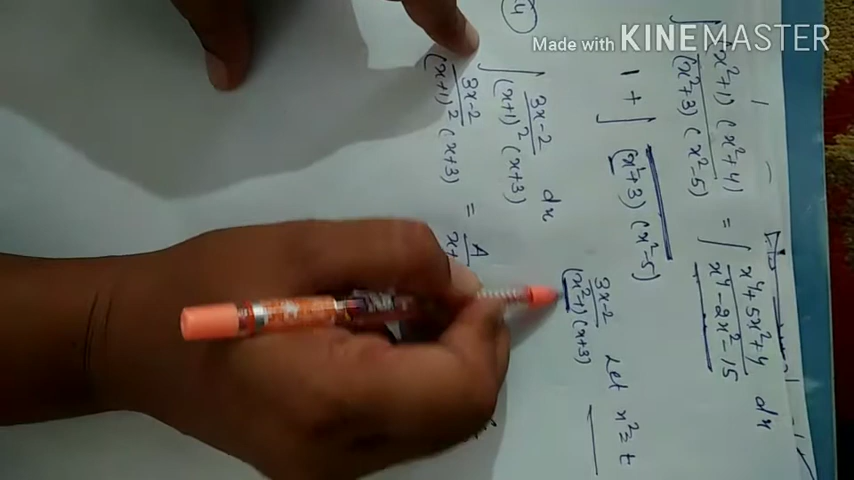 Made with KINEMASTER
∫ (x²+1) (x²+4) / (x²+3) (x²-5) = ∫ x⁴+5x²+4 / x⁴-2x²-15 dx
1 + ∫ / (x²+3) (x²-5)
3x-2 / (x²+1) (x+3) Let x² = t
∫ 3x-2 / (x+1)² (x+3) dx
3x-2 / (x+1)² (x+3) = A /